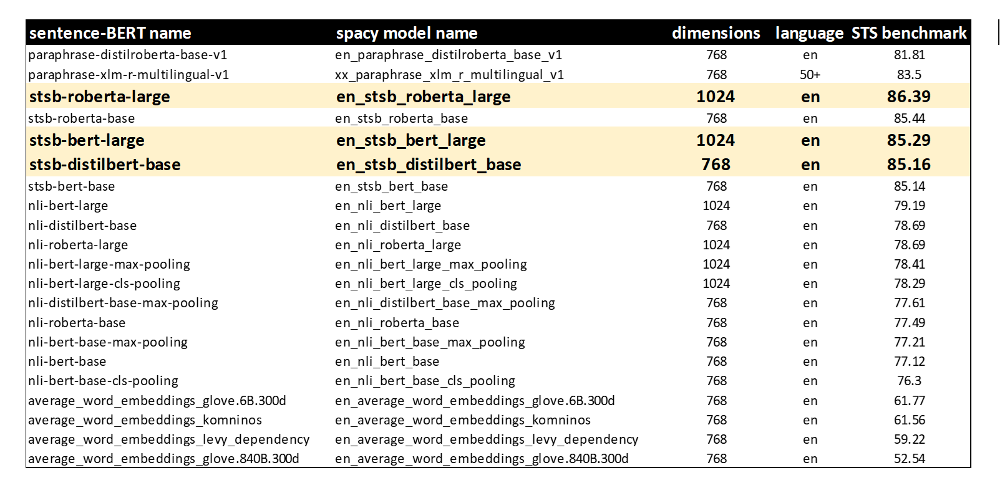 sentence-BERT name spacy model name dimensions language STS benchmark
paraphrase-distilroberta-base-v1 en_paraphrase_distilroberta_base_v1 768 en 81.81
paraphrase-xlm-r-multilingual-v1 xx_paraphrase_xlm_r_multilingual_v1 768 50+ 83.5
stsb-roberta-large en_stsb_roberta_large 1024 en 86.39
stsb-roberta-base en_stsb_roberta_base 768 en 85.44
stsb-bert-large en_stsb_bert_large 1024 en 85.29
stsb-distilbert-base en_stsb_distilbert_base 768 en 85.16
stsb-bert-base en_stsb_bert_base 768 en 85.14
nli-bert-large en_nli_bert_large 1024 en 79.19
nli-distilbert-base en_nli_distilbert_base 768 en 78.69
nli-roberta-large en_nli_roberta_large 1024 en 78.69
nli-bert-large-max-pooling en_nli_bert_large_max_pooling 1024 en 78.41
nli-bert-large-cls-pooling en_nli_bert_large_cls_pooling 1024 en 78.29
nli-distilbert-base-max-pooling en_nli_distilbert_base_max_pooling 768 en 77.61
nli-roberta-base en_nli_roberta_base 768 en 77.49
nli-bert-base-max-pooling en_nli_bert_base_max_pooling 768 en 77.21
nli-bert-base en_nli_bert_base 768 en 77.12
nli-bert-base-cls-pooling en_nli_bert_base_cls_pooling 768 en 76.3
average_word_embeddings_glove.6B.300d en_average_word_embeddings_glove.6B.300d 768 en 61.77
average_word_embeddings_komninos en_average_word_embeddings_komninos 768 en 61.56
average_word_embeddings_levy_dependency en_average_word_embeddings_levy_dependency 768 en 59.22
average_word_embeddings_glove.840B.300d en_average_word_embeddings_glove.840B.300d 768 en 52.54